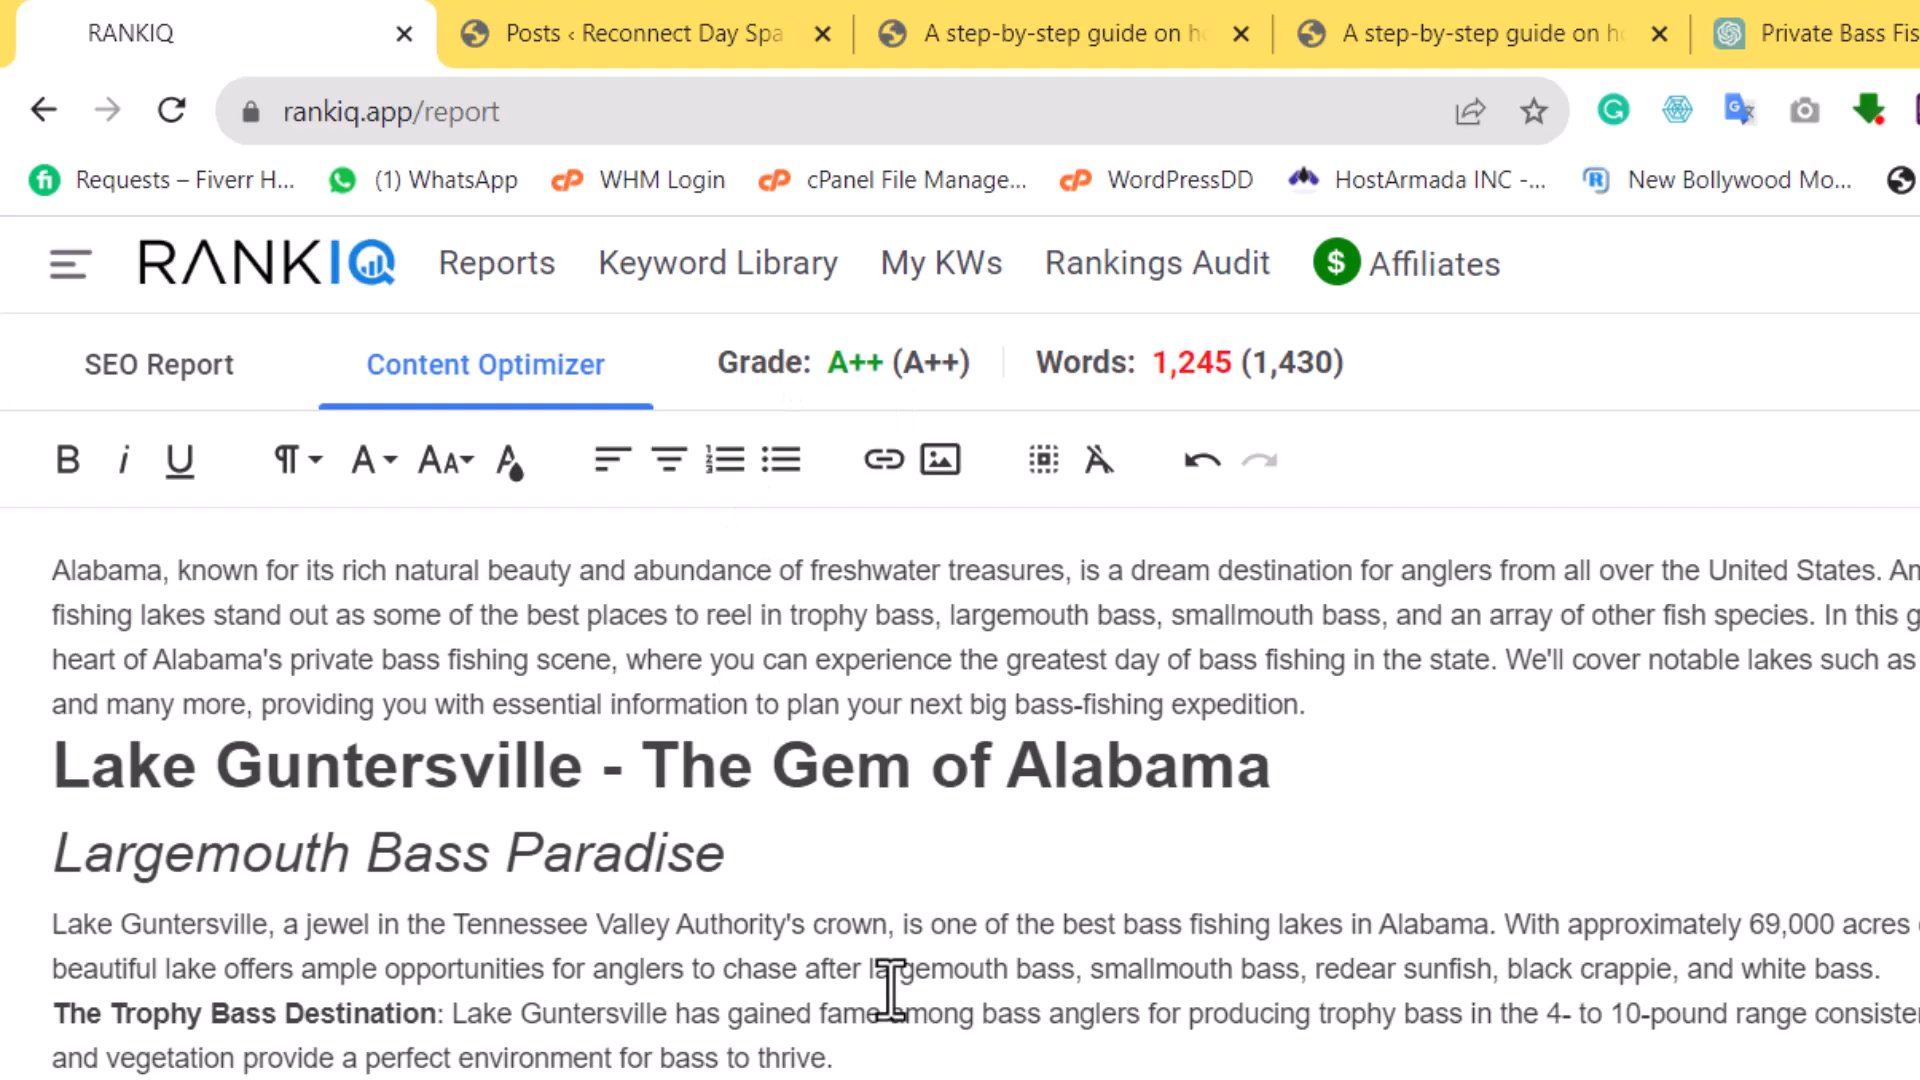 RANKIQ
Posts ‹ Reconnect Day Spa
A step-by-step guide on h
A step-by-step guide on h
Private Bass Fis
rankiq.app/report
Requests – Fiverr H...
(1) WhatsApp
WHM Login
cPanel File Manage...
WordPressDD
HostArmada INC -...
New Bollywood Mo...
RANKIQ
Reports
Keyword Library
My KWs
Rankings Audit
$ Affiliates
SEO Report
Content Optimizer
Grade: A++ (A++)
Words: 1,245 (1,430)
Alabama, known for its rich natural beauty and abundance of freshwater treasures, is a dream destination for anglers from all over the United States. Am
fishing lakes stand out as some of the best places to reel in trophy bass, largemouth bass, smallmouth bass, and an array of other fish species. In this g
heart of Alabama's private bass fishing scene, where you can experience the greatest day of bass fishing in the state. We'll cover notable lakes such as
and many more, providing you with essential information to plan your next big bass-fishing expedition.
Lake Guntersville - The Gem of Alabama
Largemouth Bass Paradise
Lake Guntersville, a jewel in the Tennessee Valley Authority's crown, is one of the best bass fishing lakes in Alabama. With approximately 69,000 acres
beautiful lake offers ample opportunities for anglers to chase after largemouth bass, smallmouth bass, redear sunfish, black crappie, and white bass.
The Trophy Bass Destination: Lake Guntersville has gained fame among bass anglers for producing trophy bass in the 4- to 10-pound range consiste
and vegetation provide a perfect environment for bass to thrive.